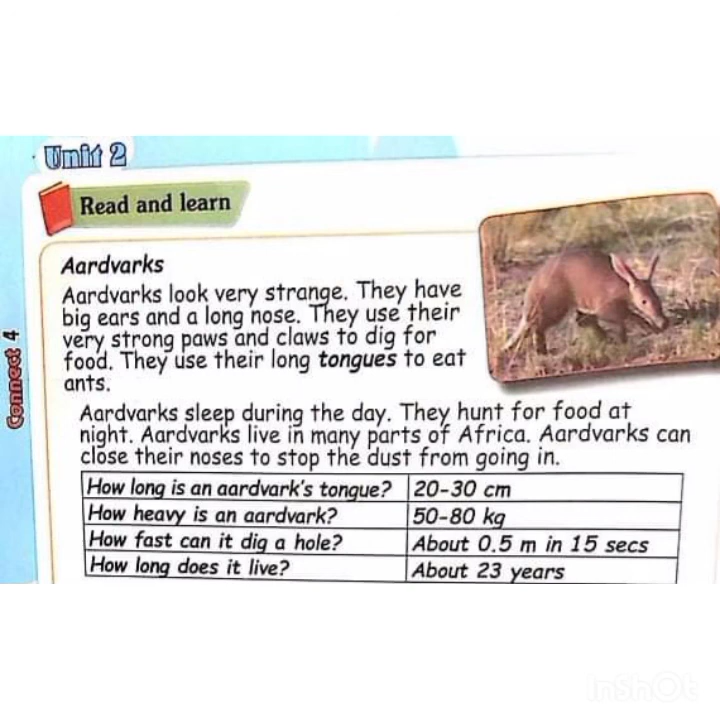 Unit 2
Read and learn
Aardvarks
Aardvarks look very strange. They have
big ears and a long nose. They use their
very strong paws and claws to dig for
food. They use their long tongues to eat
ants.
Aardvarks sleep during the day. They hunt for food at
night. Aardvarks live in many parts of Africa. Aardvarks can
close their noses to stop the dust from going in.
How long is an aardvark's tongue? 20-30 cm
How heavy is an aardvark? 50-80 kg
How fast can it dig a hole? About 0.5 m in 15 secs
How long does it live? About 23 years
Connect 4
InShOt